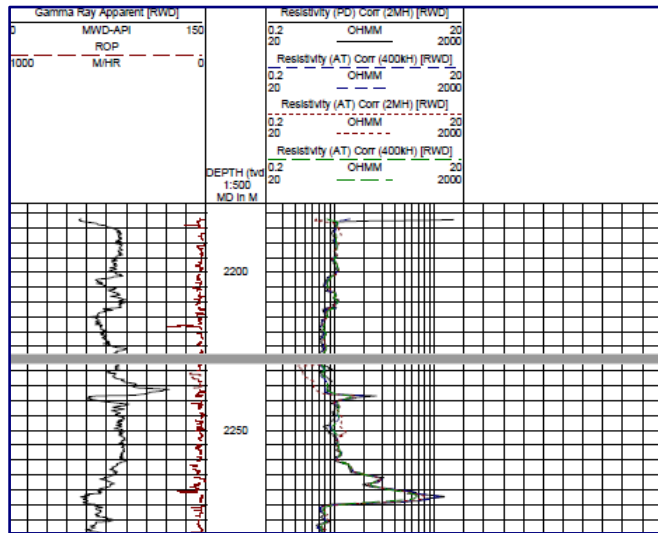 Gamma Ray Apparent [RWD]
0 MWD-API 150
ROP
1000 M/HR 0
DEPTH (tvd
1:500
MD in M
Resistivity (PD) Corr (2MH) [RWD]
0.2 OHMM 20
20 2000
Resistivity (AT) Corr (400kH) [RWD]
0.2 OHMM 20
20 2000
Resistivity (AT) Corr (2MH) [RWD]
0.2 OHMM 20
20 2000
Resistivity (AT) Corr (400kH) [RWD]
0.2 OHMM 20
20 2000
2200
2250